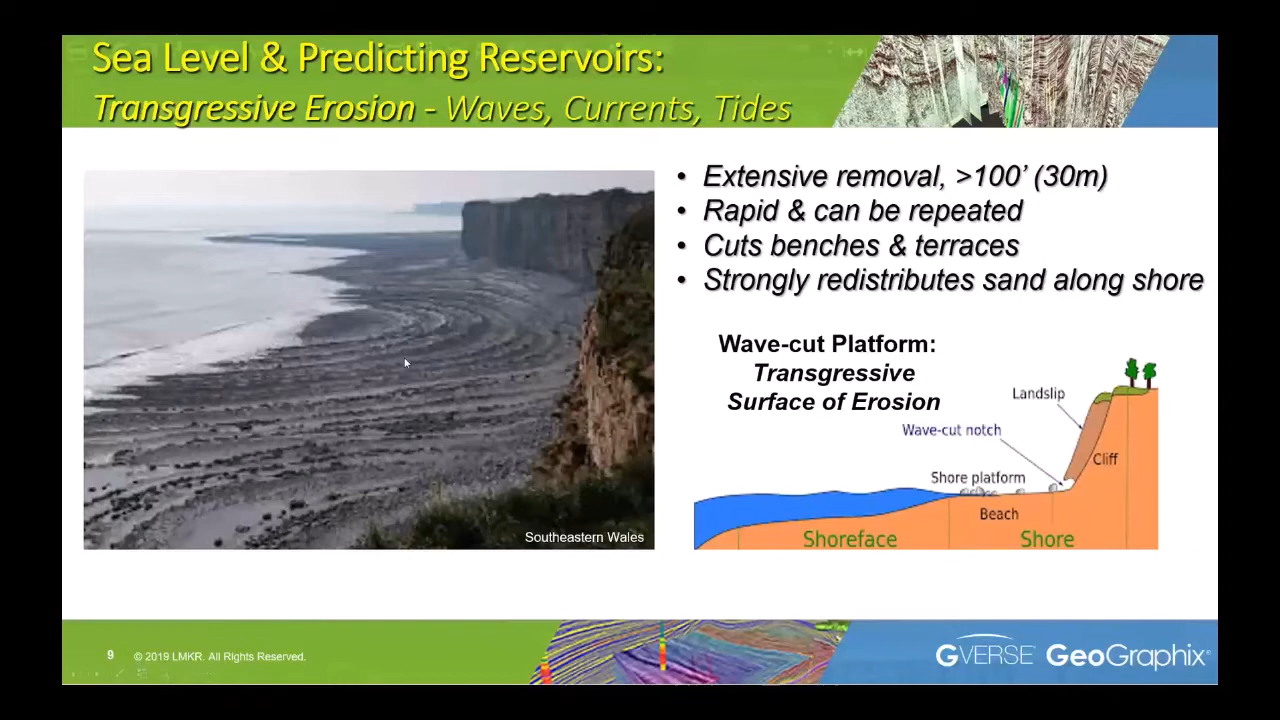 Sea Level & Predicting Reservoirs:
Transgressive Erosion - Waves, Currents, Tides
• Extensive removal, >100’ (30m)
• Rapid & can be repeated
• Cuts benches & terraces
• Strongly redistributes sand along shore
Southeastern Wales
Wave-cut Platform:
Transgressive
Surface of Erosion
Landslip
Wave-cut notch
Cliff
Shore platform
Beach
Shoreface
Shore
9
© 2019 LMKR. All Rights Reserved.
GVERSE GeoGraphix®